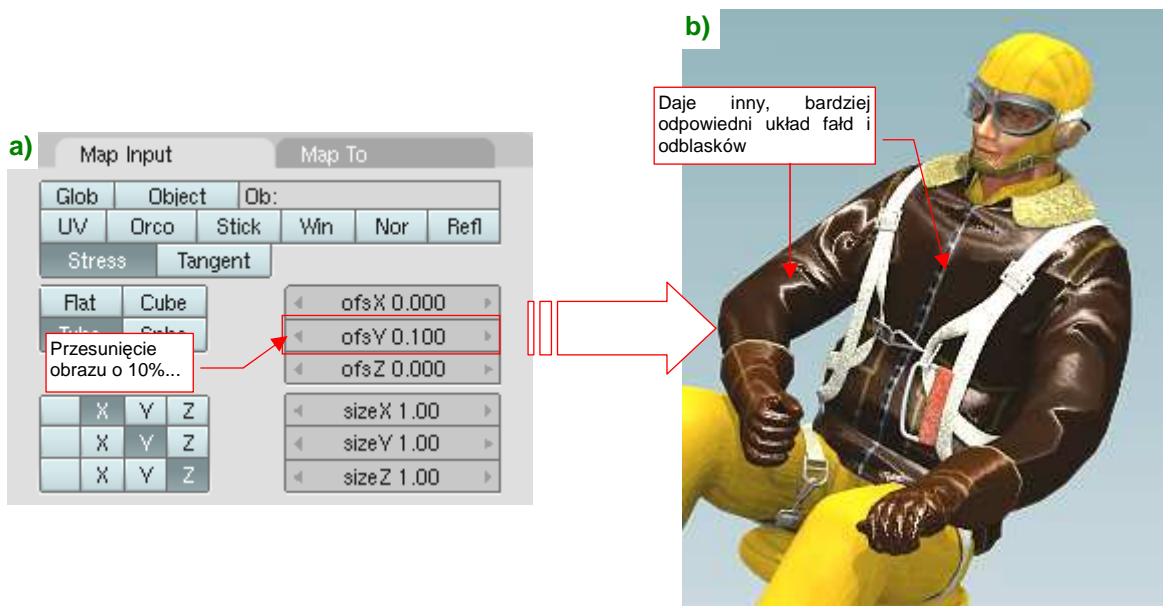 a)
Map Input Map To
Glob Object Ob:
UV Orco Stick Win Nor Refl
Stress Tangent
Flat Cube
Tube Sphe
Przesunięcie
obrazu o 10%...
X Y Z
X Y Z
X Y Z
ofsX 0.000
ofsY 0.100
ofsZ 0.000
sizeX 1.00
sizeY 1.00
sizeZ 1.00
b)
Daje inny, bardziej
odpowiedni układ fałd i
odblasków